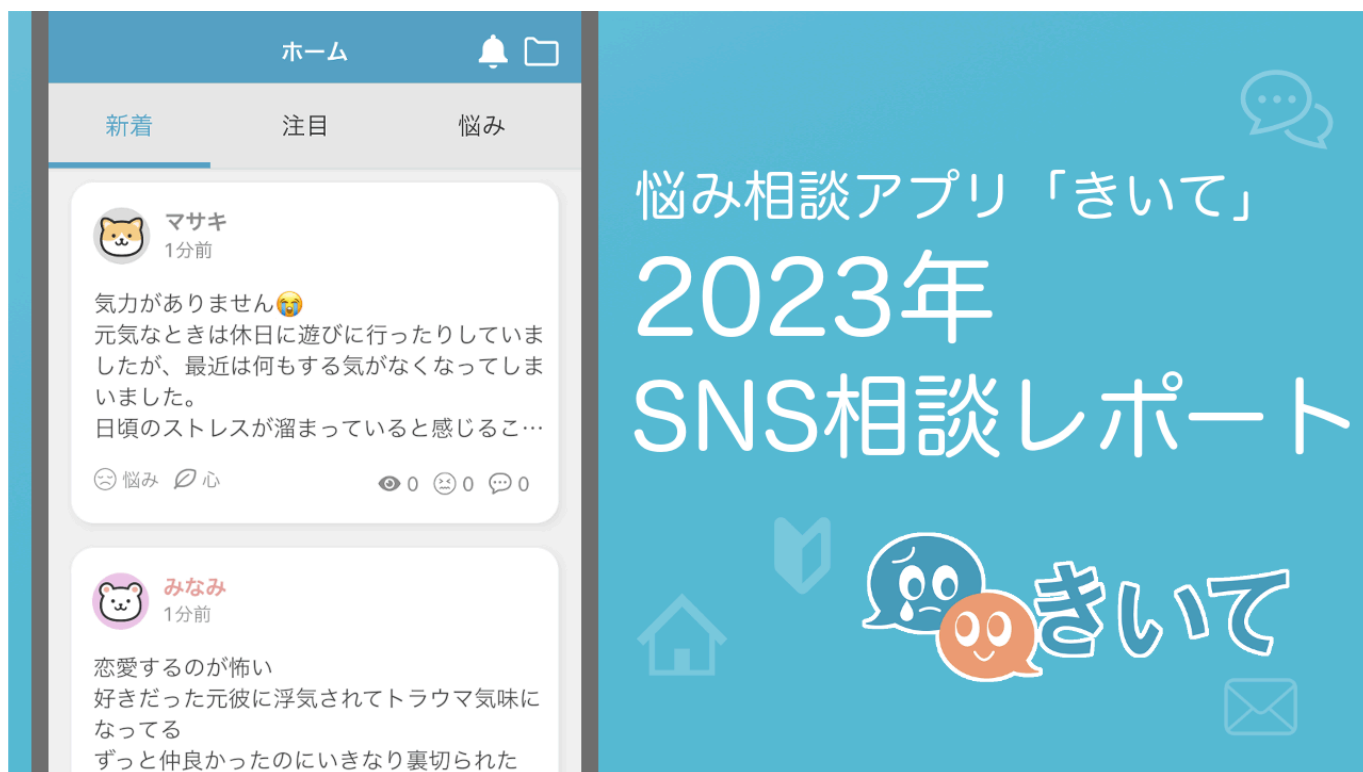 ホーム
新着
注目
悩み
マサキ
1分前
気力がありません😭
元気なときは休日に遊びに行ったりしていま
したが、最近は何もする気がなくなってしま
いました。
日頃のストレスが溜まっていると感じるこ…
悩み 心
0 0 0
みなみ
1分前
恋愛するのが怖い
好きだった元彼に浮気されてトラウマ気味に
なってる
ずっと仲良かったのにいきなり裏切られた
悩み相談アプリ「きいて」
2023年
SNS相談レポート
きいて